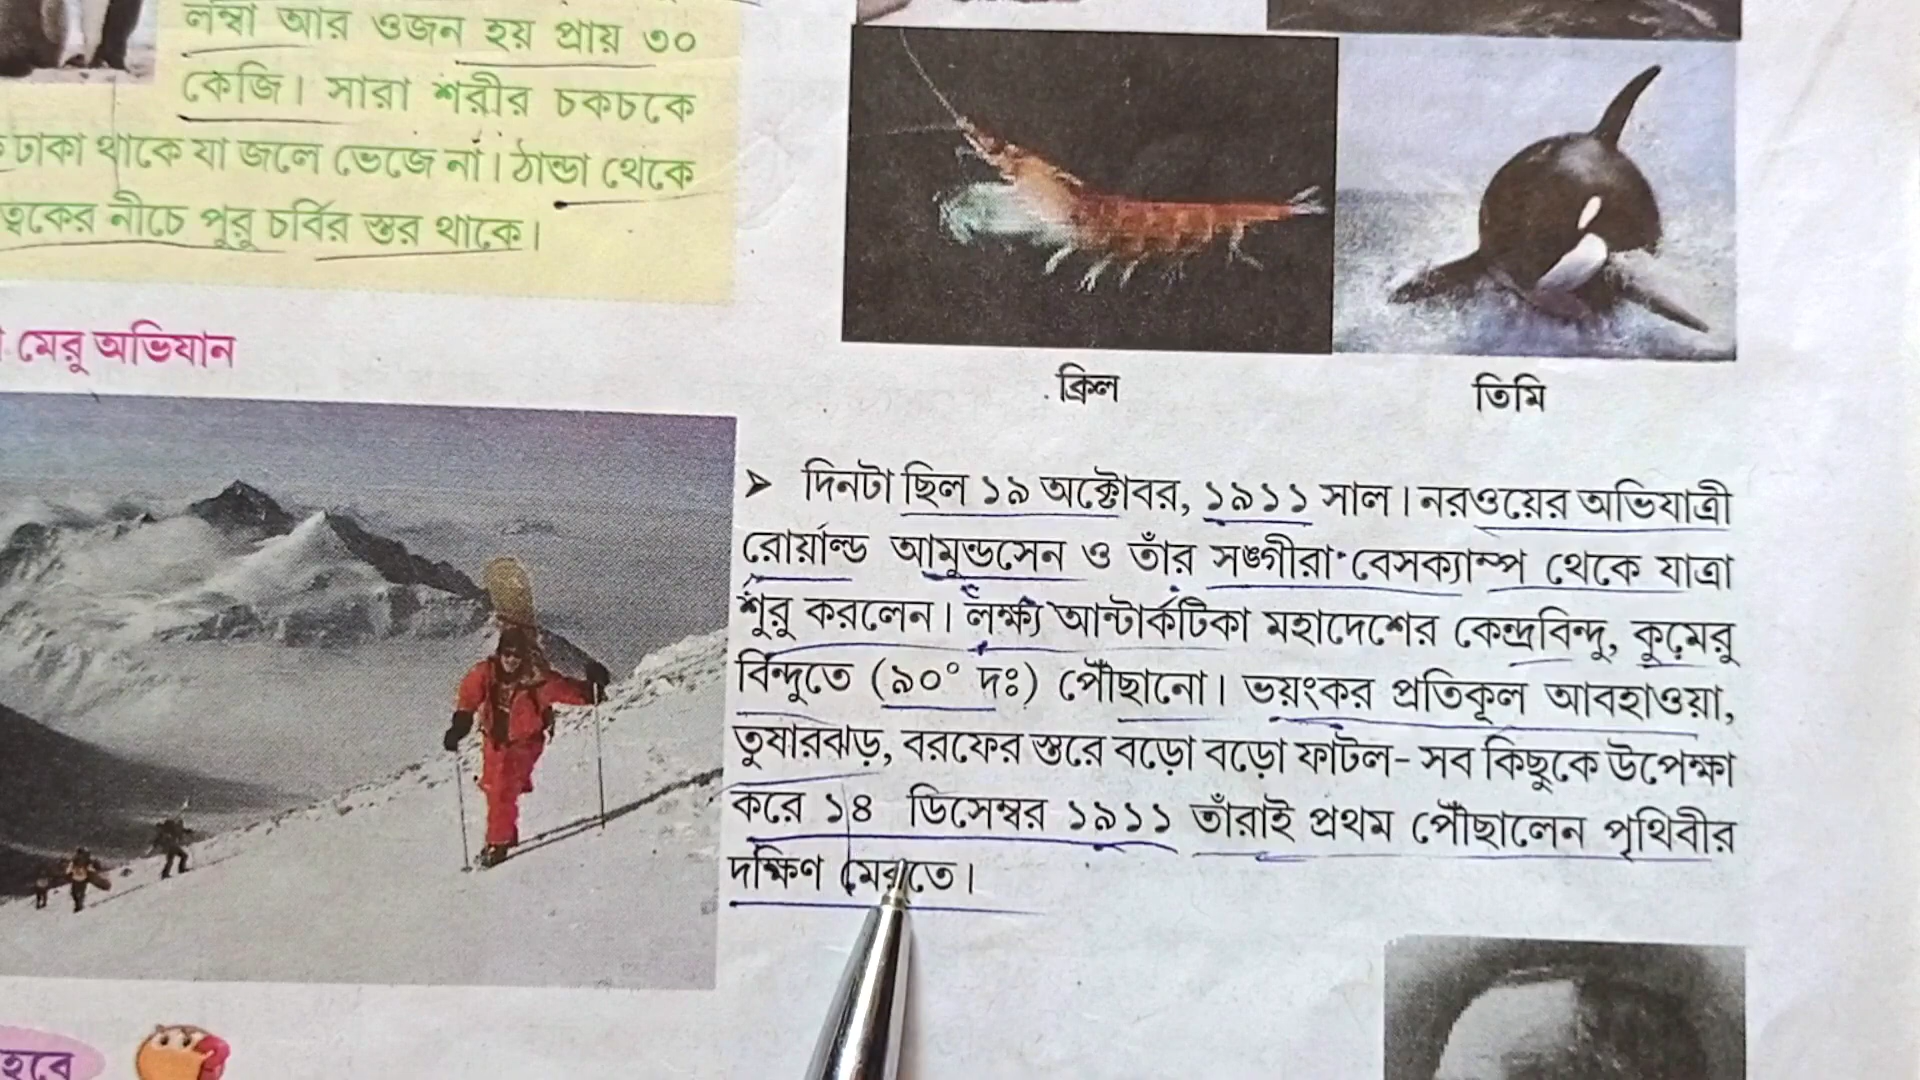 লম্বা আর ওজন হয় প্রায় ৩০
কেজি। সারা শরীর চকচকে
ঢাকা থাকে যা জলে ভেজে না। ঠান্ডা থেকে
ত্বকের নীচে পুরু চর্বির স্তর থাকে।
মেরু অভিযান
ক্রিল
তিমি
➤ দিনটা ছিল ১৯ অক্টোবর, ১৯১১ সাল। নরওয়ের অভিযাত্রী
রোয়াল্ড আমুন্ডসেন ও তাঁর সঙ্গীরা বেসক্যাম্প থেকে যাত্রা
শুরু করলেন। লক্ষ্য আন্টার্কটিকা মহাদেশের কেন্দ্রবিন্দু, কুমেরু
বিন্দুতে (৯০° দঃ) পৌঁছানো। ভয়ংকর প্রতিকূল আবহাওয়া,
তুষারঝড়, বরফের স্তরে বড়ো বড়ো ফাটল- সব কিছুকে উপেক্ষা
করে ১৪ ডিসেম্বর ১৯১১ তাঁরাই প্রথম পৌঁছালেন পৃথিবীর
দক্ষিণ মেরুতে।
হবে